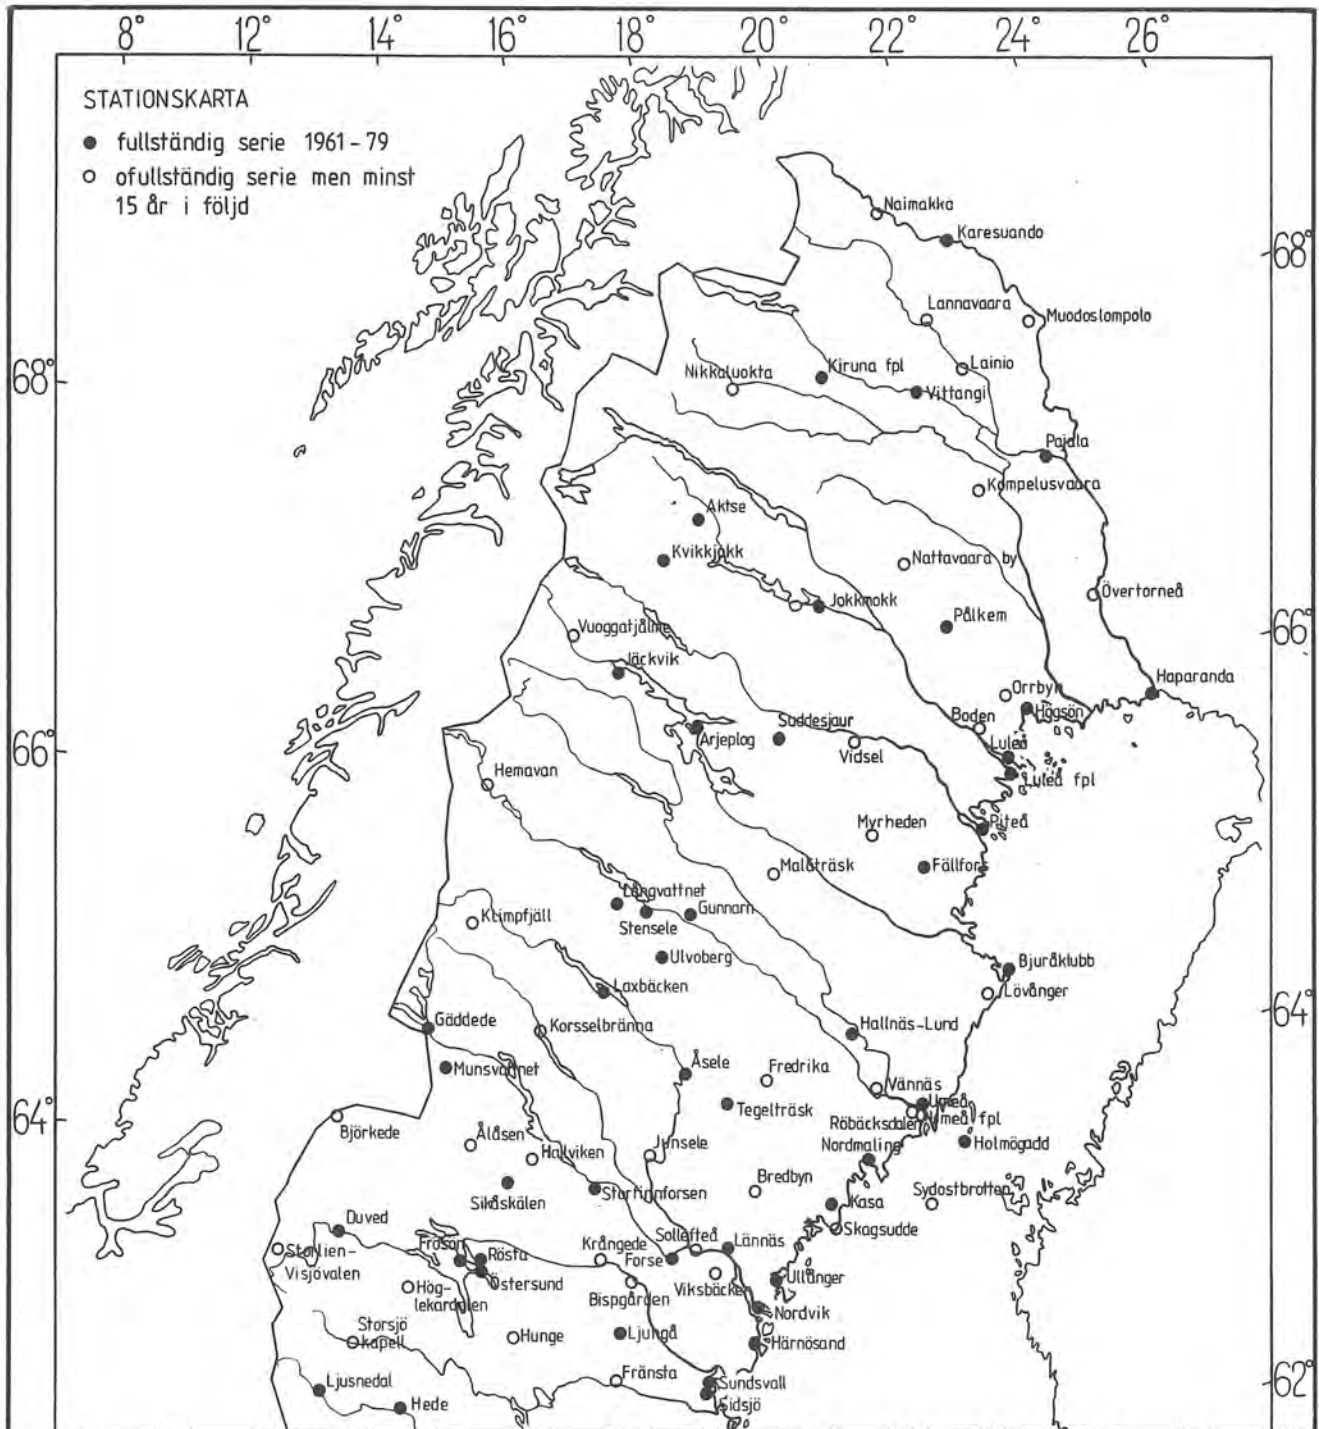 8° 12° 14° 16° 18° 20° 22° 24° 26°
STATIONSKARTA
fullständig serie 1961-79
ofullständig serie men minst
15 år i följd
Naimakka
Karesuando
68°
Lannavaara
Muodoslompolo
68°
Nikkaluokta
Kiruna fpl
Lainio
Vittangi
Pajala
Kompelusvaara
Aktse
Kvikkjokk
Nattavaara by
Övertorneå
Jokkmokk
Pålkem
66°
Vuoggatjålme
Jäckvik
Orrbyn
Haparanda
Högsön
Arjeplog
Suddesjaur
Boden
Luleå
66°
Vidsel
Luleå fpl
Hemavan
Myrheden
Piteå
Malåträsk
Fällfors
Långvattnet
Klimpfjäll
Stensele
Gunnarn
Ulvoberg
Bjuråklubb
Laxbäcken
Lövånger
64°
Gäddede
Korsselbränna
Hallnäs-Lund
Munsvattnet
Åsele
Fredrika
Vännäs
Tegelträsk
Umeå
64°
Björkede
Röbäcksdalen
Umeå fpl
Ålåsen
Hallviken
Junsele
Nordmaling
Holmögadd
Sikåskälen
Storfinnforsen
Bredbyn
Kasa
Sydostbrotten
Duved
Skagsudde
Storlien-
Visjövalen
Frösön
Rösta
Krångede
Sollefteå
Forse
Lännäs
Hög-
lekardalen
Östersund
Bispgården
Viksbäcken
Ullånger
Nordvik
Storsjö
kapell
Hunge
Ljungå
Härnösand
Ljusnedal
Fränsta
Sundsvall
62°
Hede
Sidsjö